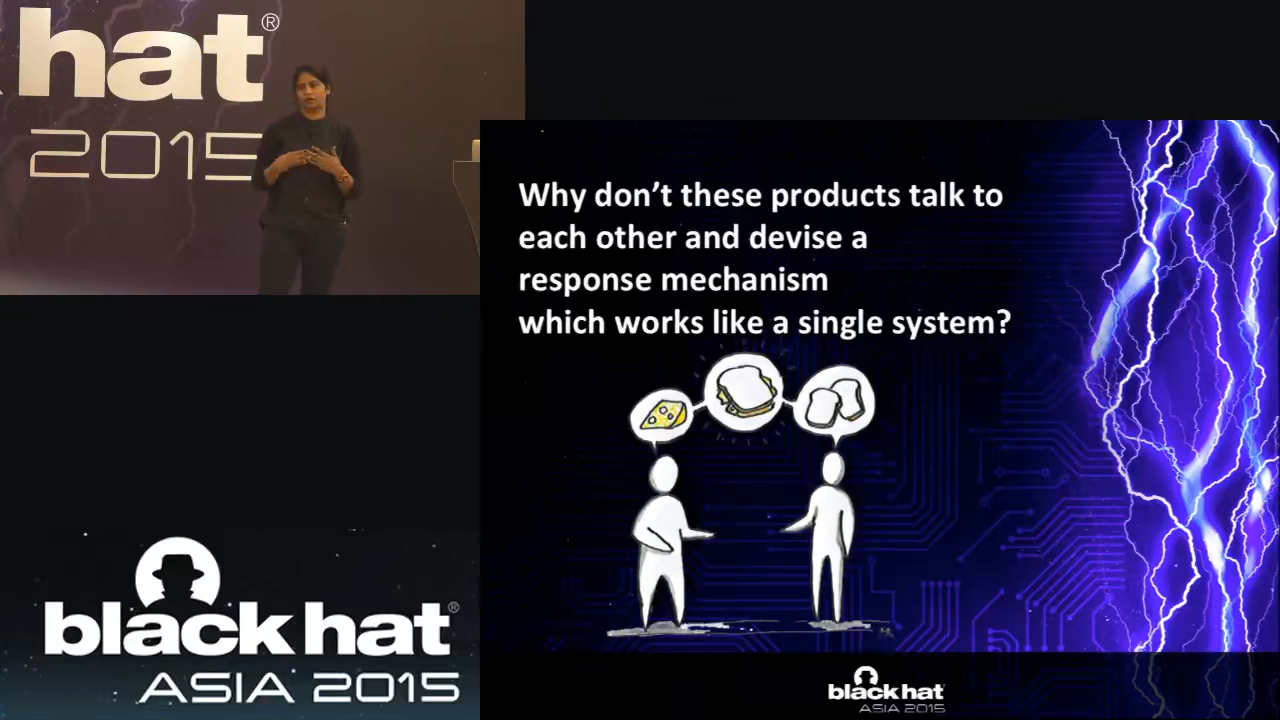 hat®
2015
Why don't these products talk to
each other and devise a
response mechanism
which works like a single system?
black hat®
ASIA 2015
black hat
ASIA 2015